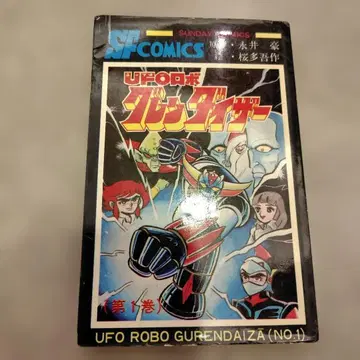 SUNDAY COMICS
SF COMICS
・永井 豪
・桜多吾作
UFOロボ
グレンダイザー
(第1巻)
UFO ROBO GURENDAIZĀ (NO.1)